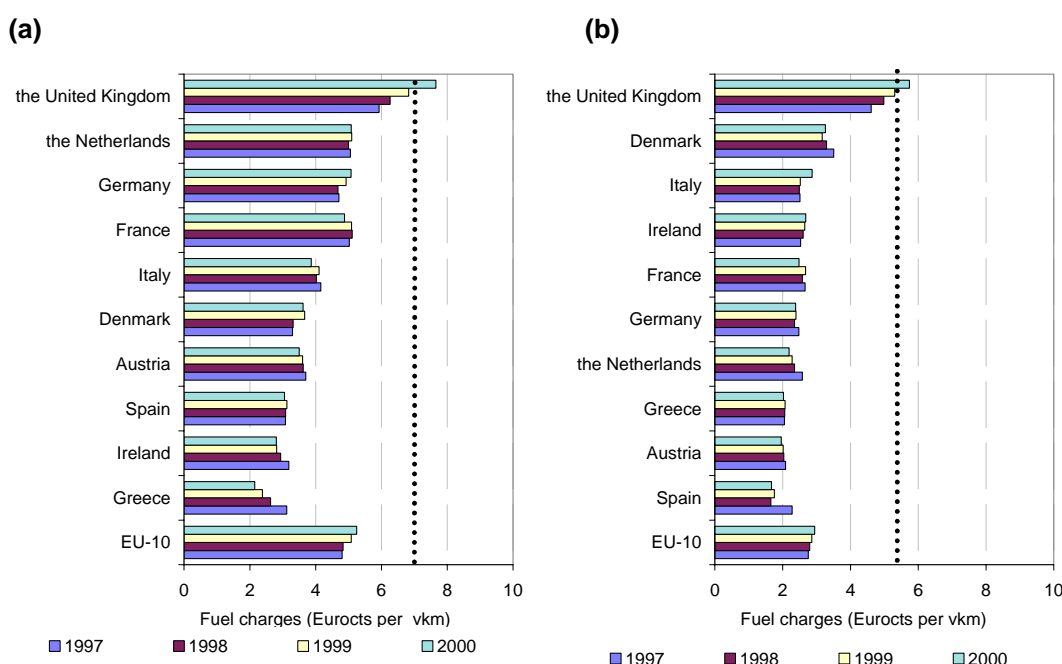 (a)
the United Kingdom
the Netherlands
Germany
France
Italy
Denmark
Austria
Spain
Ireland
Greece
EU-10
0 2 4 6 8 10
Fuel charges (Eurocts per vkm)
1997 1998 1999 2000
(b)
the United Kingdom
Denmark
Italy
Ireland
France
Germany
the Netherlands
Greece
Austria
Spain
EU-10
0 2 4 6 8 10
Fuel charges (Eurocts per vkm)
1997 1998 1999 2000